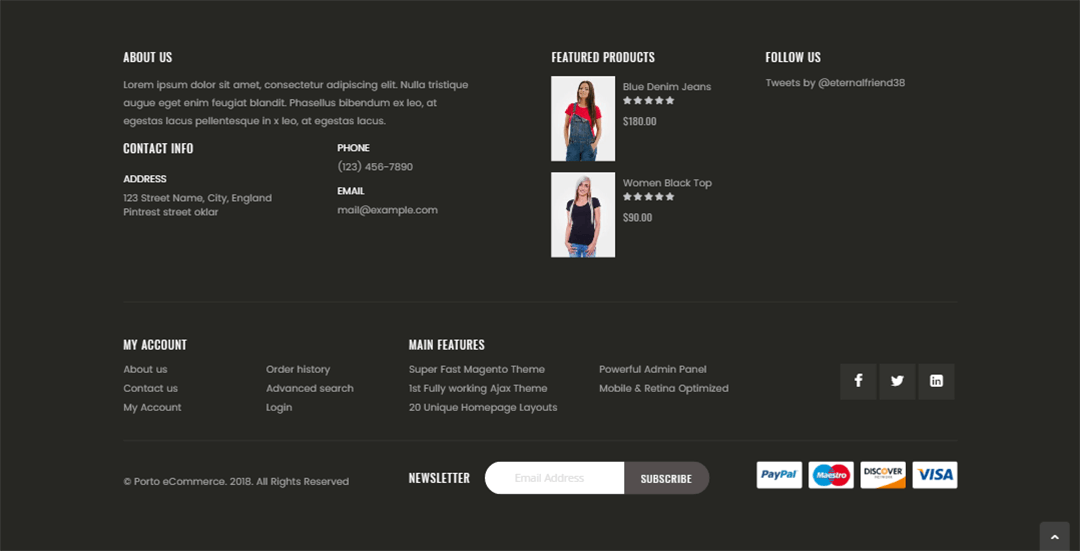 ABOUT US
Lorem ipsum dolor sit amet, consectetur adipiscing elit. Nulla tristique
augue eget enim feugiat blandit. Phasellus bibendum ex leo, at
egestas lacus pellentesque in x leo, at egestas lacus.
CONTACT INFO
ADDRESS
123 Street Name, City, England
Pintrest street oklar
PHONE
(123) 456-7890
EMAIL
mail@example.com
FEATURED PRODUCTS
Blue Denim Jeans
$180.00
Women Black Top
$90.00
FOLLOW US
Tweets by @eternalfriend38
MY ACCOUNT
About us
Contact us
My Account
Order history
Advanced search
Login
MAIN FEATURES
Super Fast Magento Theme
1st Fully working Ajax Theme
20 Unique Homepage Layouts
Powerful Admin Panel
Mobile & Retina Optimized
© Porto eCommerce. 2018. All Rights Reserved
NEWSLETTER
Email Address
SUBSCRIBE
PayPal
Maestro
DISCOVER
VISA